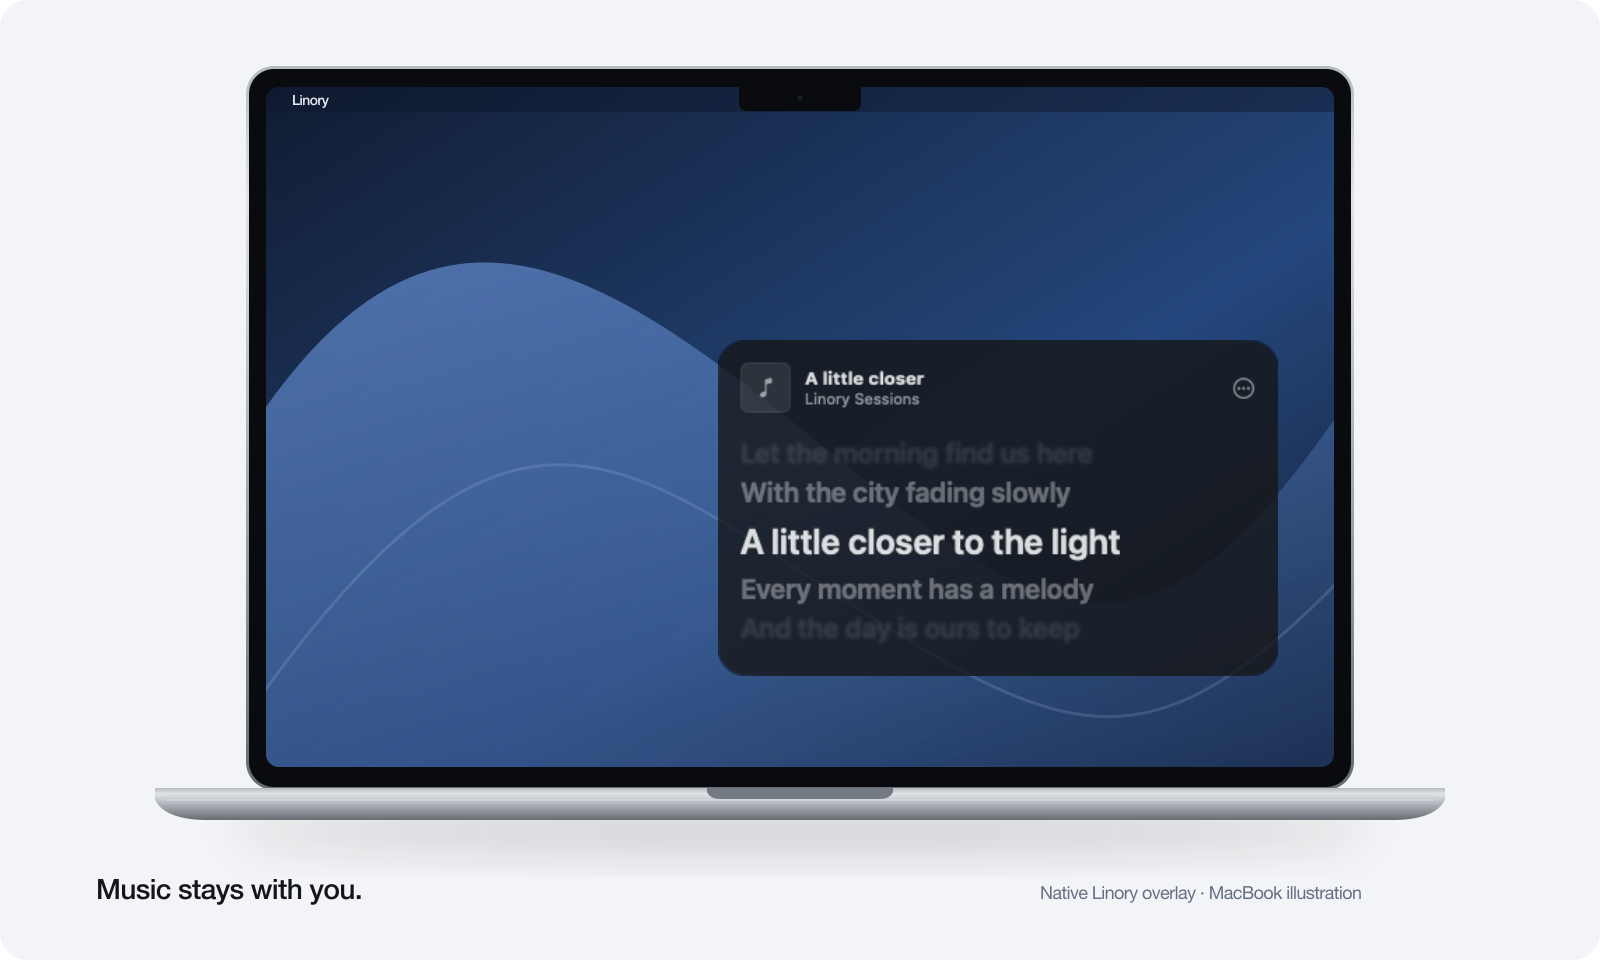 Linory
A little closer
Linory Sessions
Let the morning find us here
With the city fading slowly
A little closer to the light
Every moment has a melody
And the day is ours to keep
Music stays with you.
Native Linory overlay · MacBook illustration